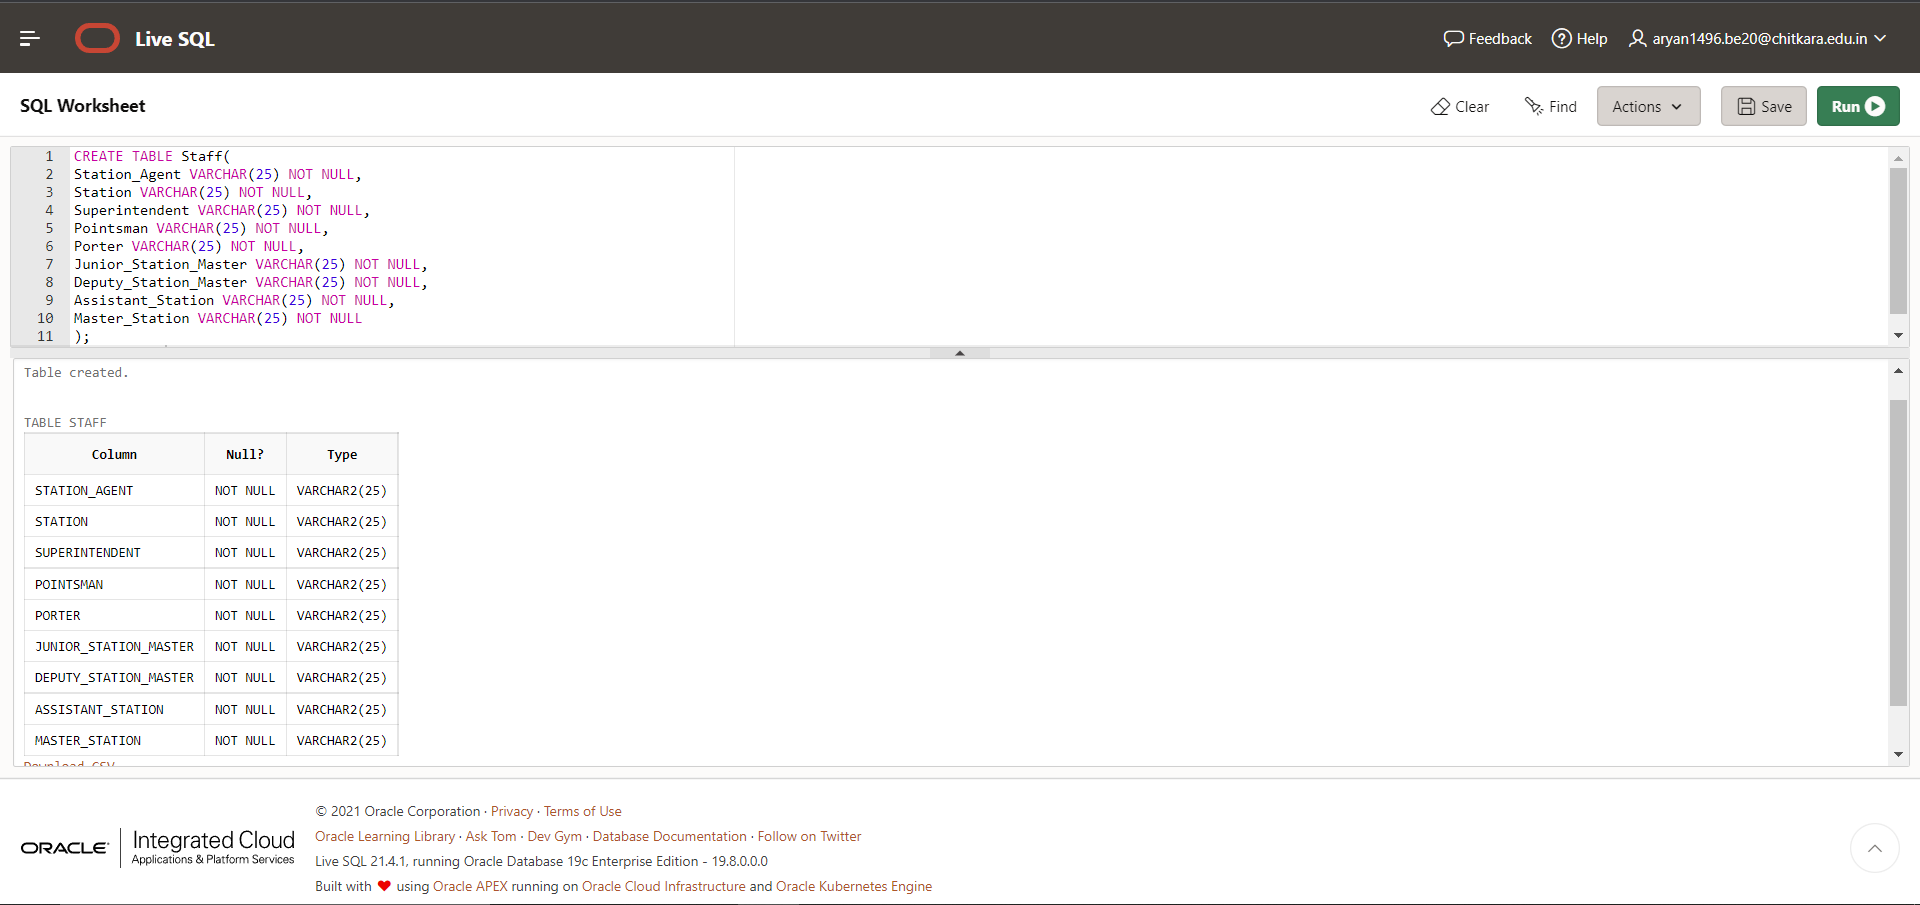 Live SQL
Feedback Help aryan1496.be20@chitkara.edu.in
SQL Worksheet
Clear Find Actions Save Run
1 CREATE TABLE Staff(
2 Station_Agent VARCHAR(25) NOT NULL,
3 Station VARCHAR(25) NOT NULL,
4 Superintendent VARCHAR(25) NOT NULL,
5 Pointsman VARCHAR(25) NOT NULL,
6 Porter VARCHAR(25) NOT NULL,
7 Junior_Station_Master VARCHAR(25) NOT NULL,
8 Deputy_Station_Master VARCHAR(25) NOT NULL,
9 Assistant_Station VARCHAR(25) NOT NULL,
10 Master_Station VARCHAR(25) NOT NULL
11 );
Table created.
TABLE STAFF
Column Null? Type
STATION_AGENT NOT NULL VARCHAR2(25)
STATION NOT NULL VARCHAR2(25)
SUPERINTENDENT NOT NULL VARCHAR2(25)
POINTSMAN NOT NULL VARCHAR2(25)
PORTER NOT NULL VARCHAR2(25)
JUNIOR_STATION_MASTER NOT NULL VARCHAR2(25)
DEPUTY_STATION_MASTER NOT NULL VARCHAR2(25)
ASSISTANT_STATION NOT NULL VARCHAR2(25)
MASTER_STATION NOT NULL VARCHAR2(25)
Download CSV
ORACLE Integrated Cloud
Applications & Platform Services
© 2021 Oracle Corporation · Privacy · Terms of Use
Oracle Learning Library · Ask Tom · Dev Gym · Database Documentation · Follow on Twitter
Live SQL 21.4.1, running Oracle Database 19c Enterprise Edition - 19.8.0.0.0
Built with ❤ using Oracle APEX running on Oracle Cloud Infrastructure and Oracle Kubernetes Engine